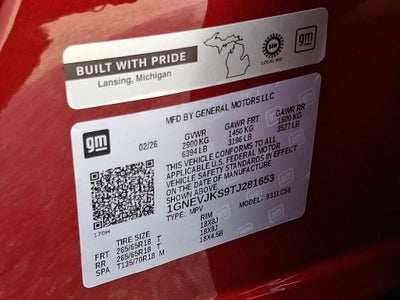 BUILT WITH PRIDE
Lansing, Michigan
UAW
LOCAL 602
gm
MFD BY GENERAL MOTORS LLC
gm
02/26
GVWR GAWR FRT GAWR RR
2900 KG 1450 KG 1600 KG
6394 LB 3196 LB 3527 LB
THIS VEHICLE CONFORMS TO ALL
APPLICABLE U.S. FEDERAL MOTOR
VEHICLE SAFETY STANDARDS IN EFFECT
ON THE DATE OF MANUFACTURE
SHOWN ABOVE.
1GNEVJKS9TJ281653
TYPE: MPV
MODEL:
170H
TIRE SIZE RIM
FRT 265/65R18 T 18X8J
RR 265/65R18 T 18X8J
SPA T135/70R18 M 18X4.5B